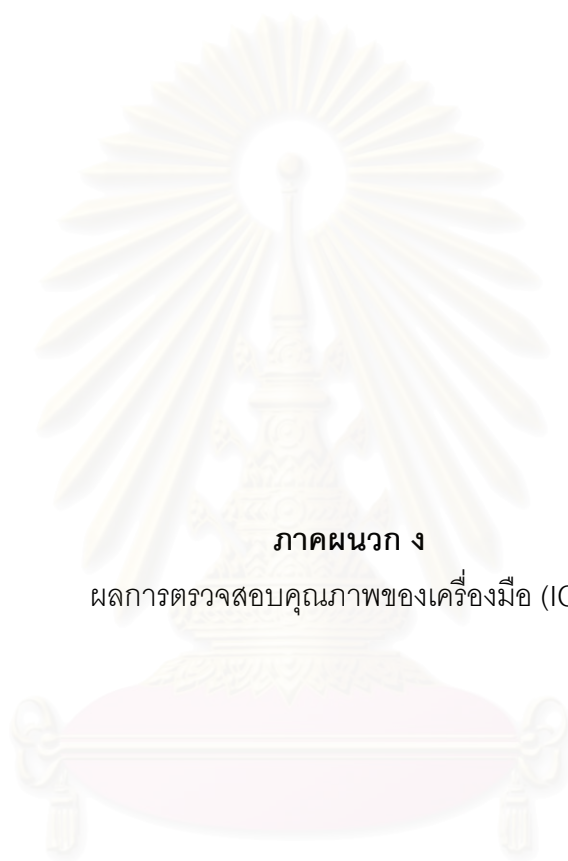 ภาคผนวก ง
ผลการตรวจสอบคุณภาพของเครื่องมือ